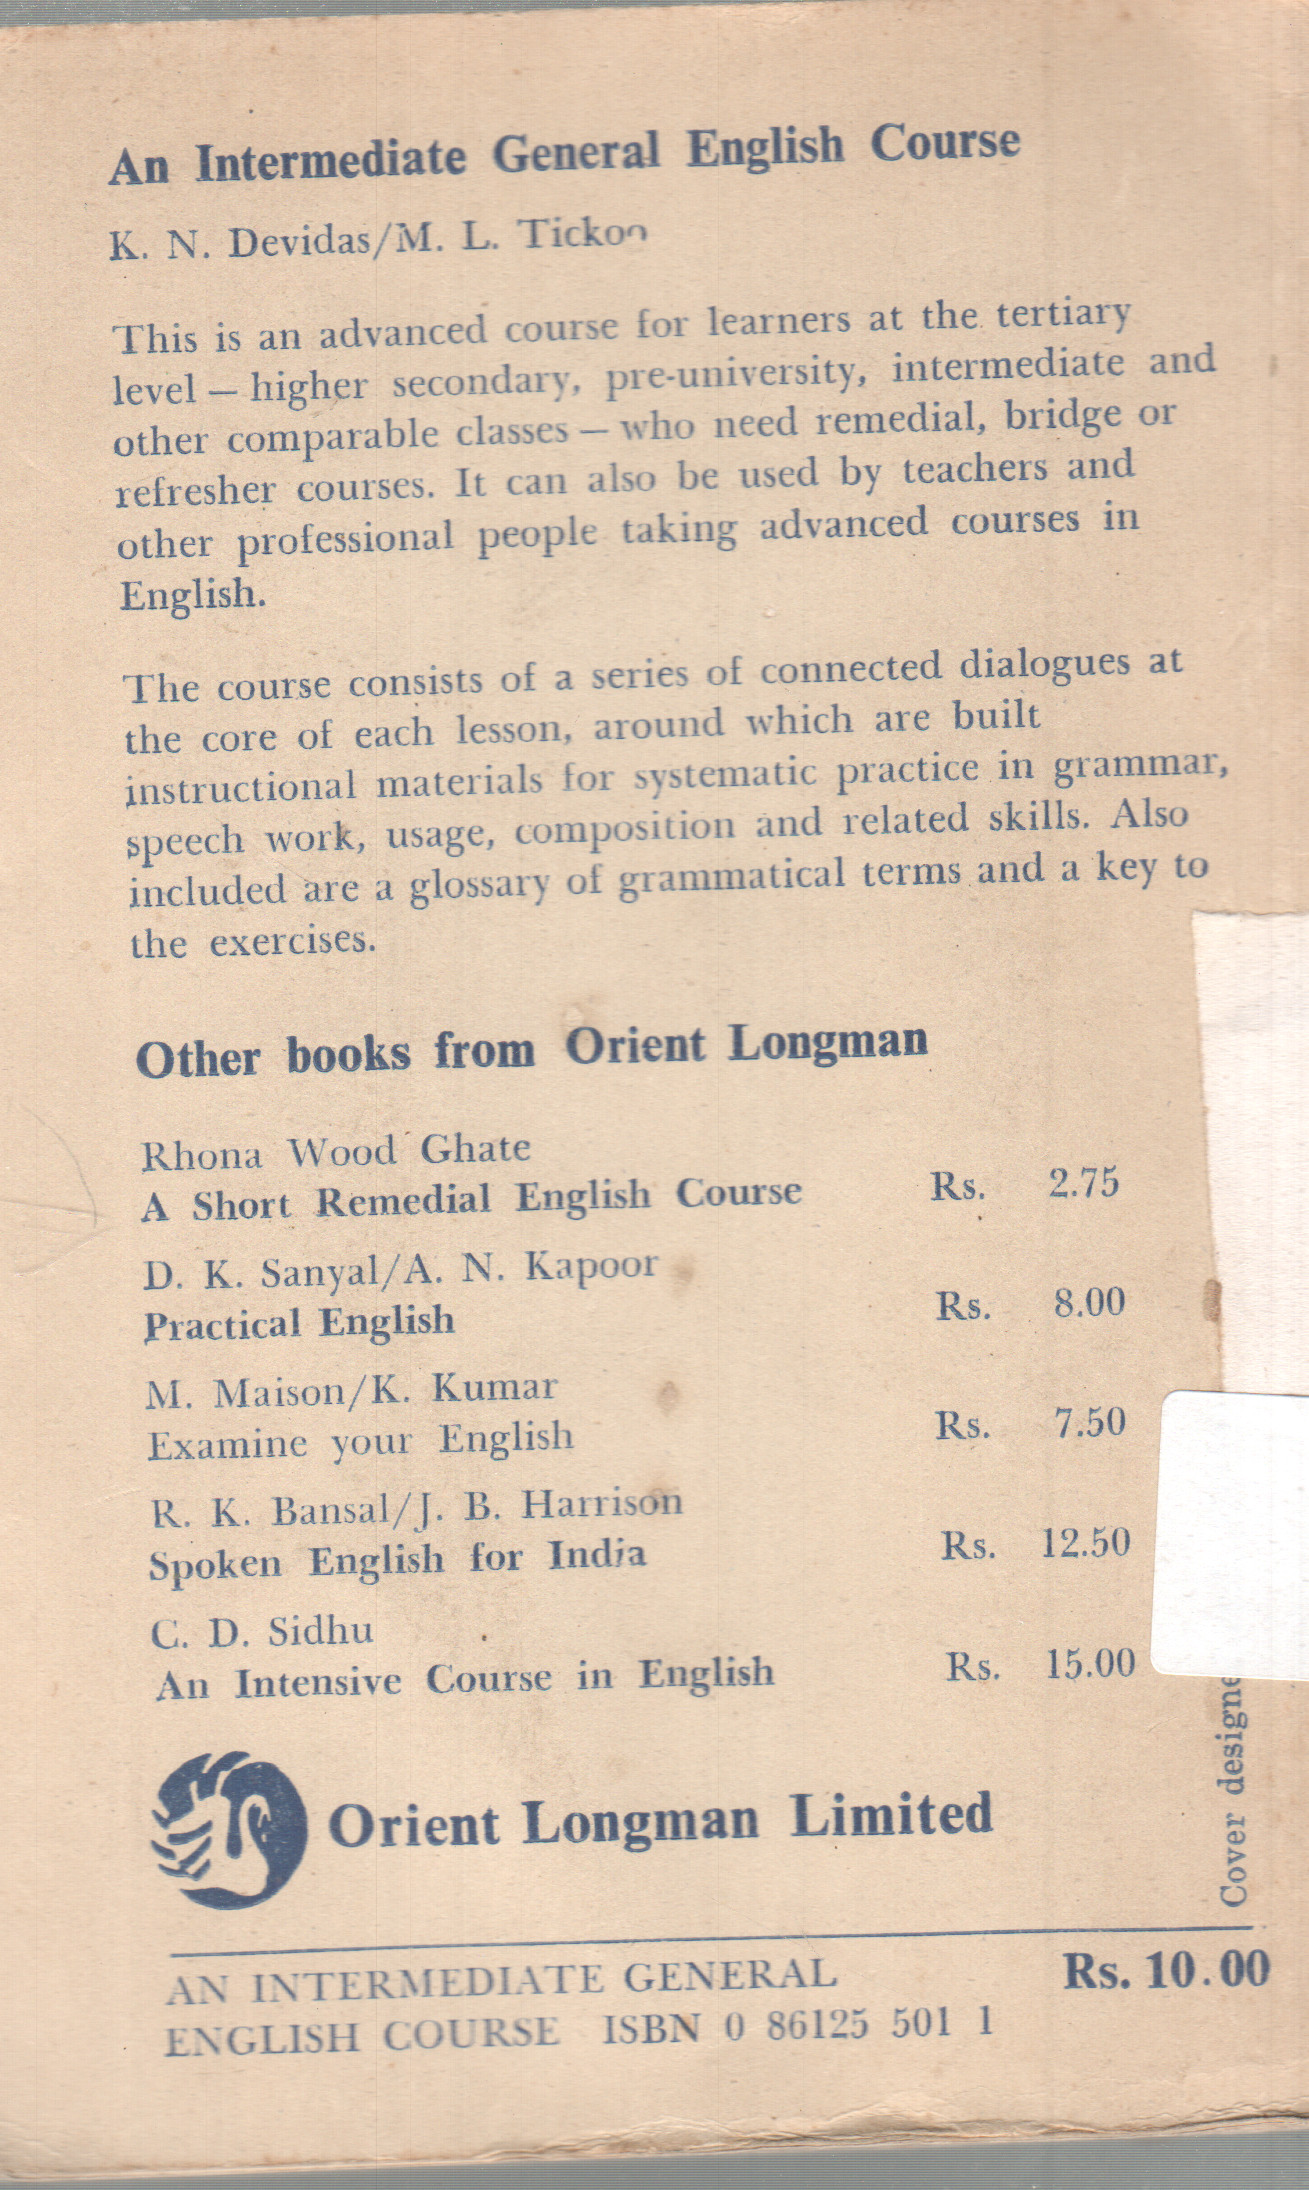 An Intermediate General English Course
K. N. Devidas/M. L. Tickoo
This is an advanced course for learners at the tertiary
level — higher secondary, pre-university, intermediate and
other comparable classes — who need remedial, bridge or
refresher courses. It can also be used by teachers and
other professional people taking advanced courses in
English.
The course consists of a series of connected dialogues at
the core of each lesson, around which are built
instructional materials for systematic practice in grammar,
speech work, usage, composition and related skills. Also
included are a glossary of grammatical terms and a key to
the exercises.
Other books from Orient Longman
Rhona Wood Ghate
A Short Remedial English Course Rs. 2.75
D. K. Sanyal/A. N. Kapoor
Practical English Rs. 8.00
M. Maison/K. Kumar
Examine your English Rs. 7.50
R. K. Bansal/J. B. Harrison
Spoken English for India Rs. 12.50
C. D. Sidhu
An Intensive Course in English Rs. 15.00
Orient Longman Limited
Cover
AN INTERMEDIATE GENERAL Rs. 10.00
ENGLISH COURSE ISBN 0 86125 501 1